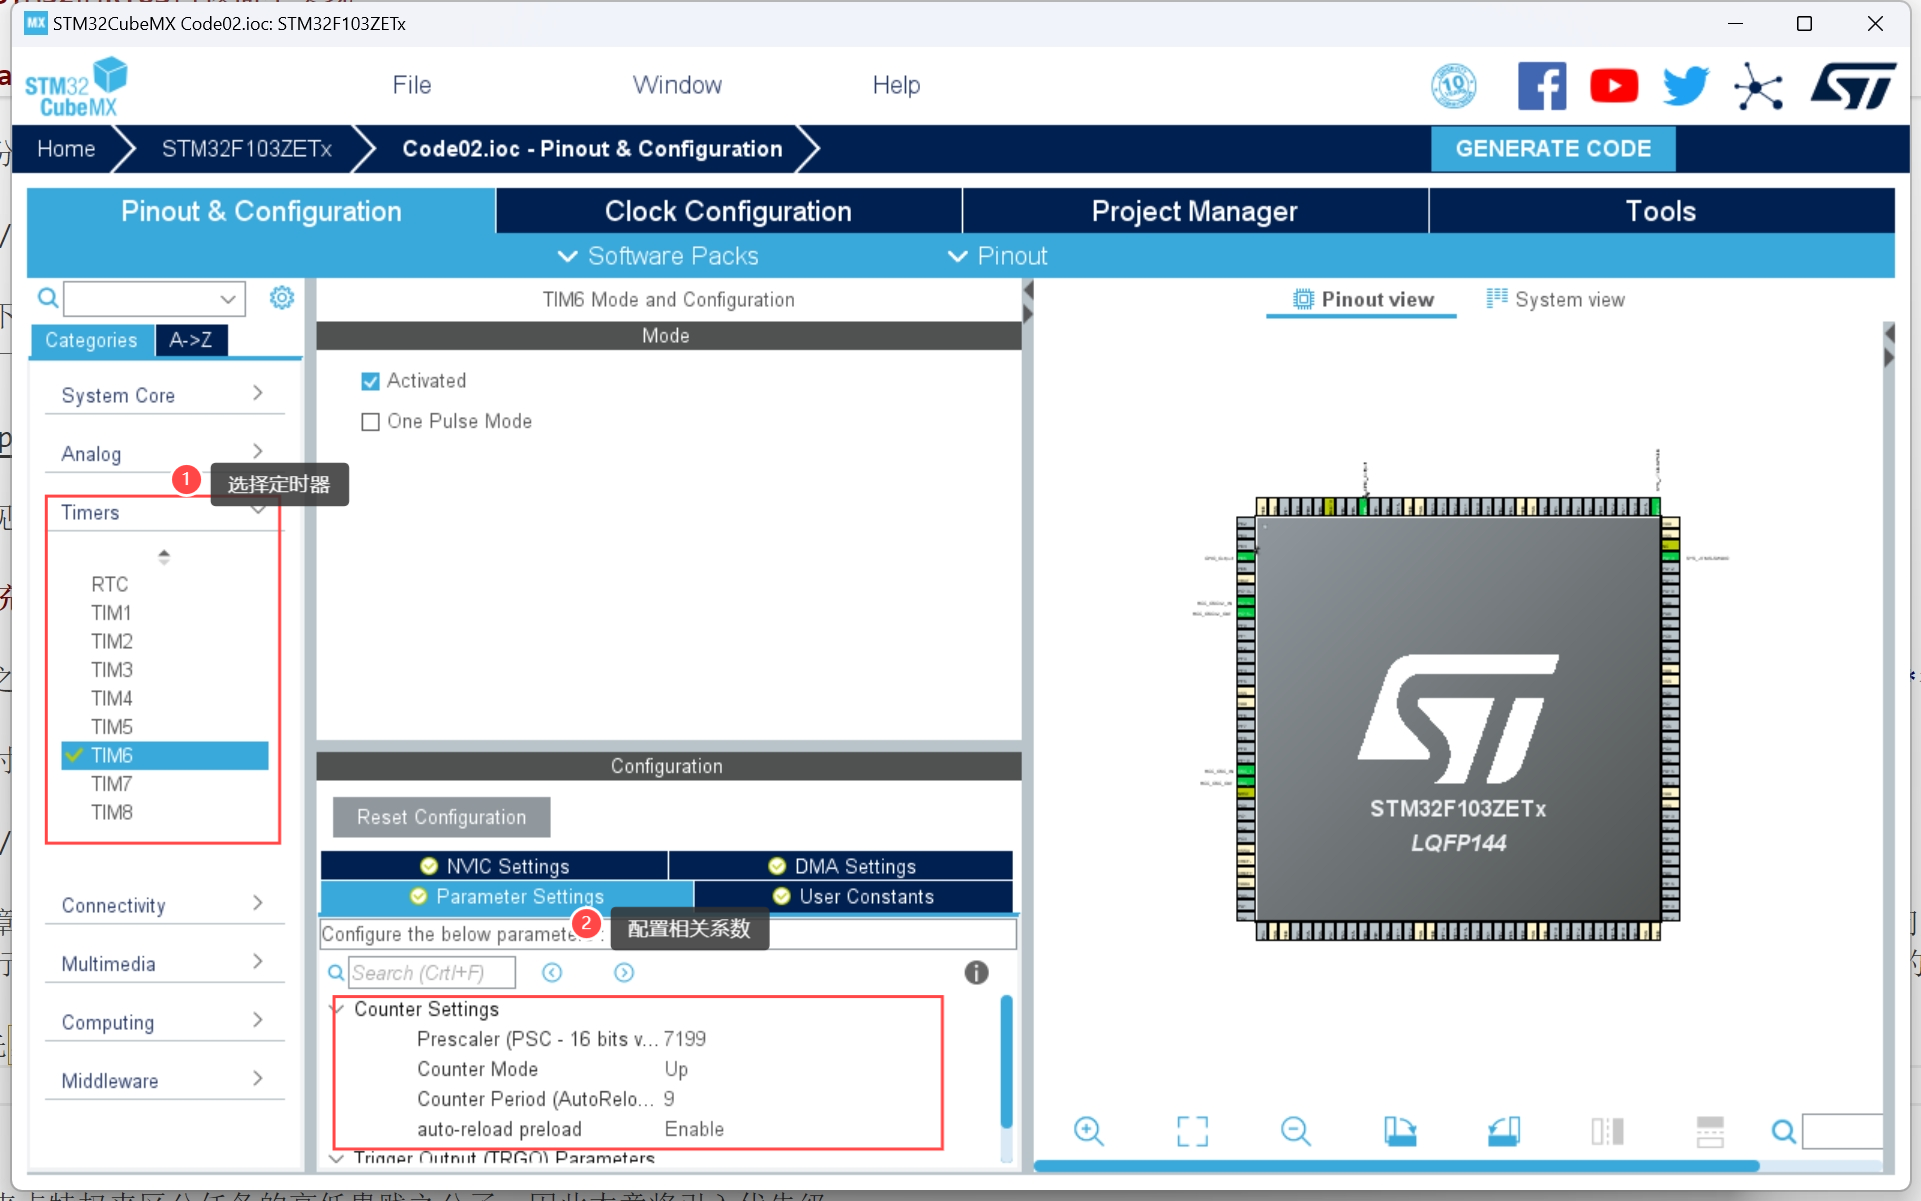 STM32CubeMX Code02.ioc: STM32F103ZETx
STM32
CubeMX
File
Window
Help
10
Home
STM32F103ZETx
Code02.ioc - Pinout & Configuration
GENERATE CODE
Pinout & Configuration
Clock Configuration
Project Manager
Tools
Software Packs
Pinout
Categories
A->Z
System Core
Analog
1
选择定时器
Timers
RTC
TIM1
TIM2
TIM3
TIM4
TIM5
TIM6
TIM7
TIM8
Connectivity
Multimedia
Computing
Middleware
TIM6 Mode and Configuration
Mode
Activated
One Pulse Mode
Configuration
Reset Configuration
NVIC Settings
DMA Settings
Parameter Settings
User Constants
2
配置相关系数
Configure the below paramete
Search (Crtl+F)
Counter Settings
Prescaler (PSC - 16 bits v... 7199
Counter Mode Up
Counter Period (AutoRelo... 9
auto-reload preload Enable
Trigger Output (TRGO) Parameters
Pinout view
System view
STM32F103ZETx
LQFP144